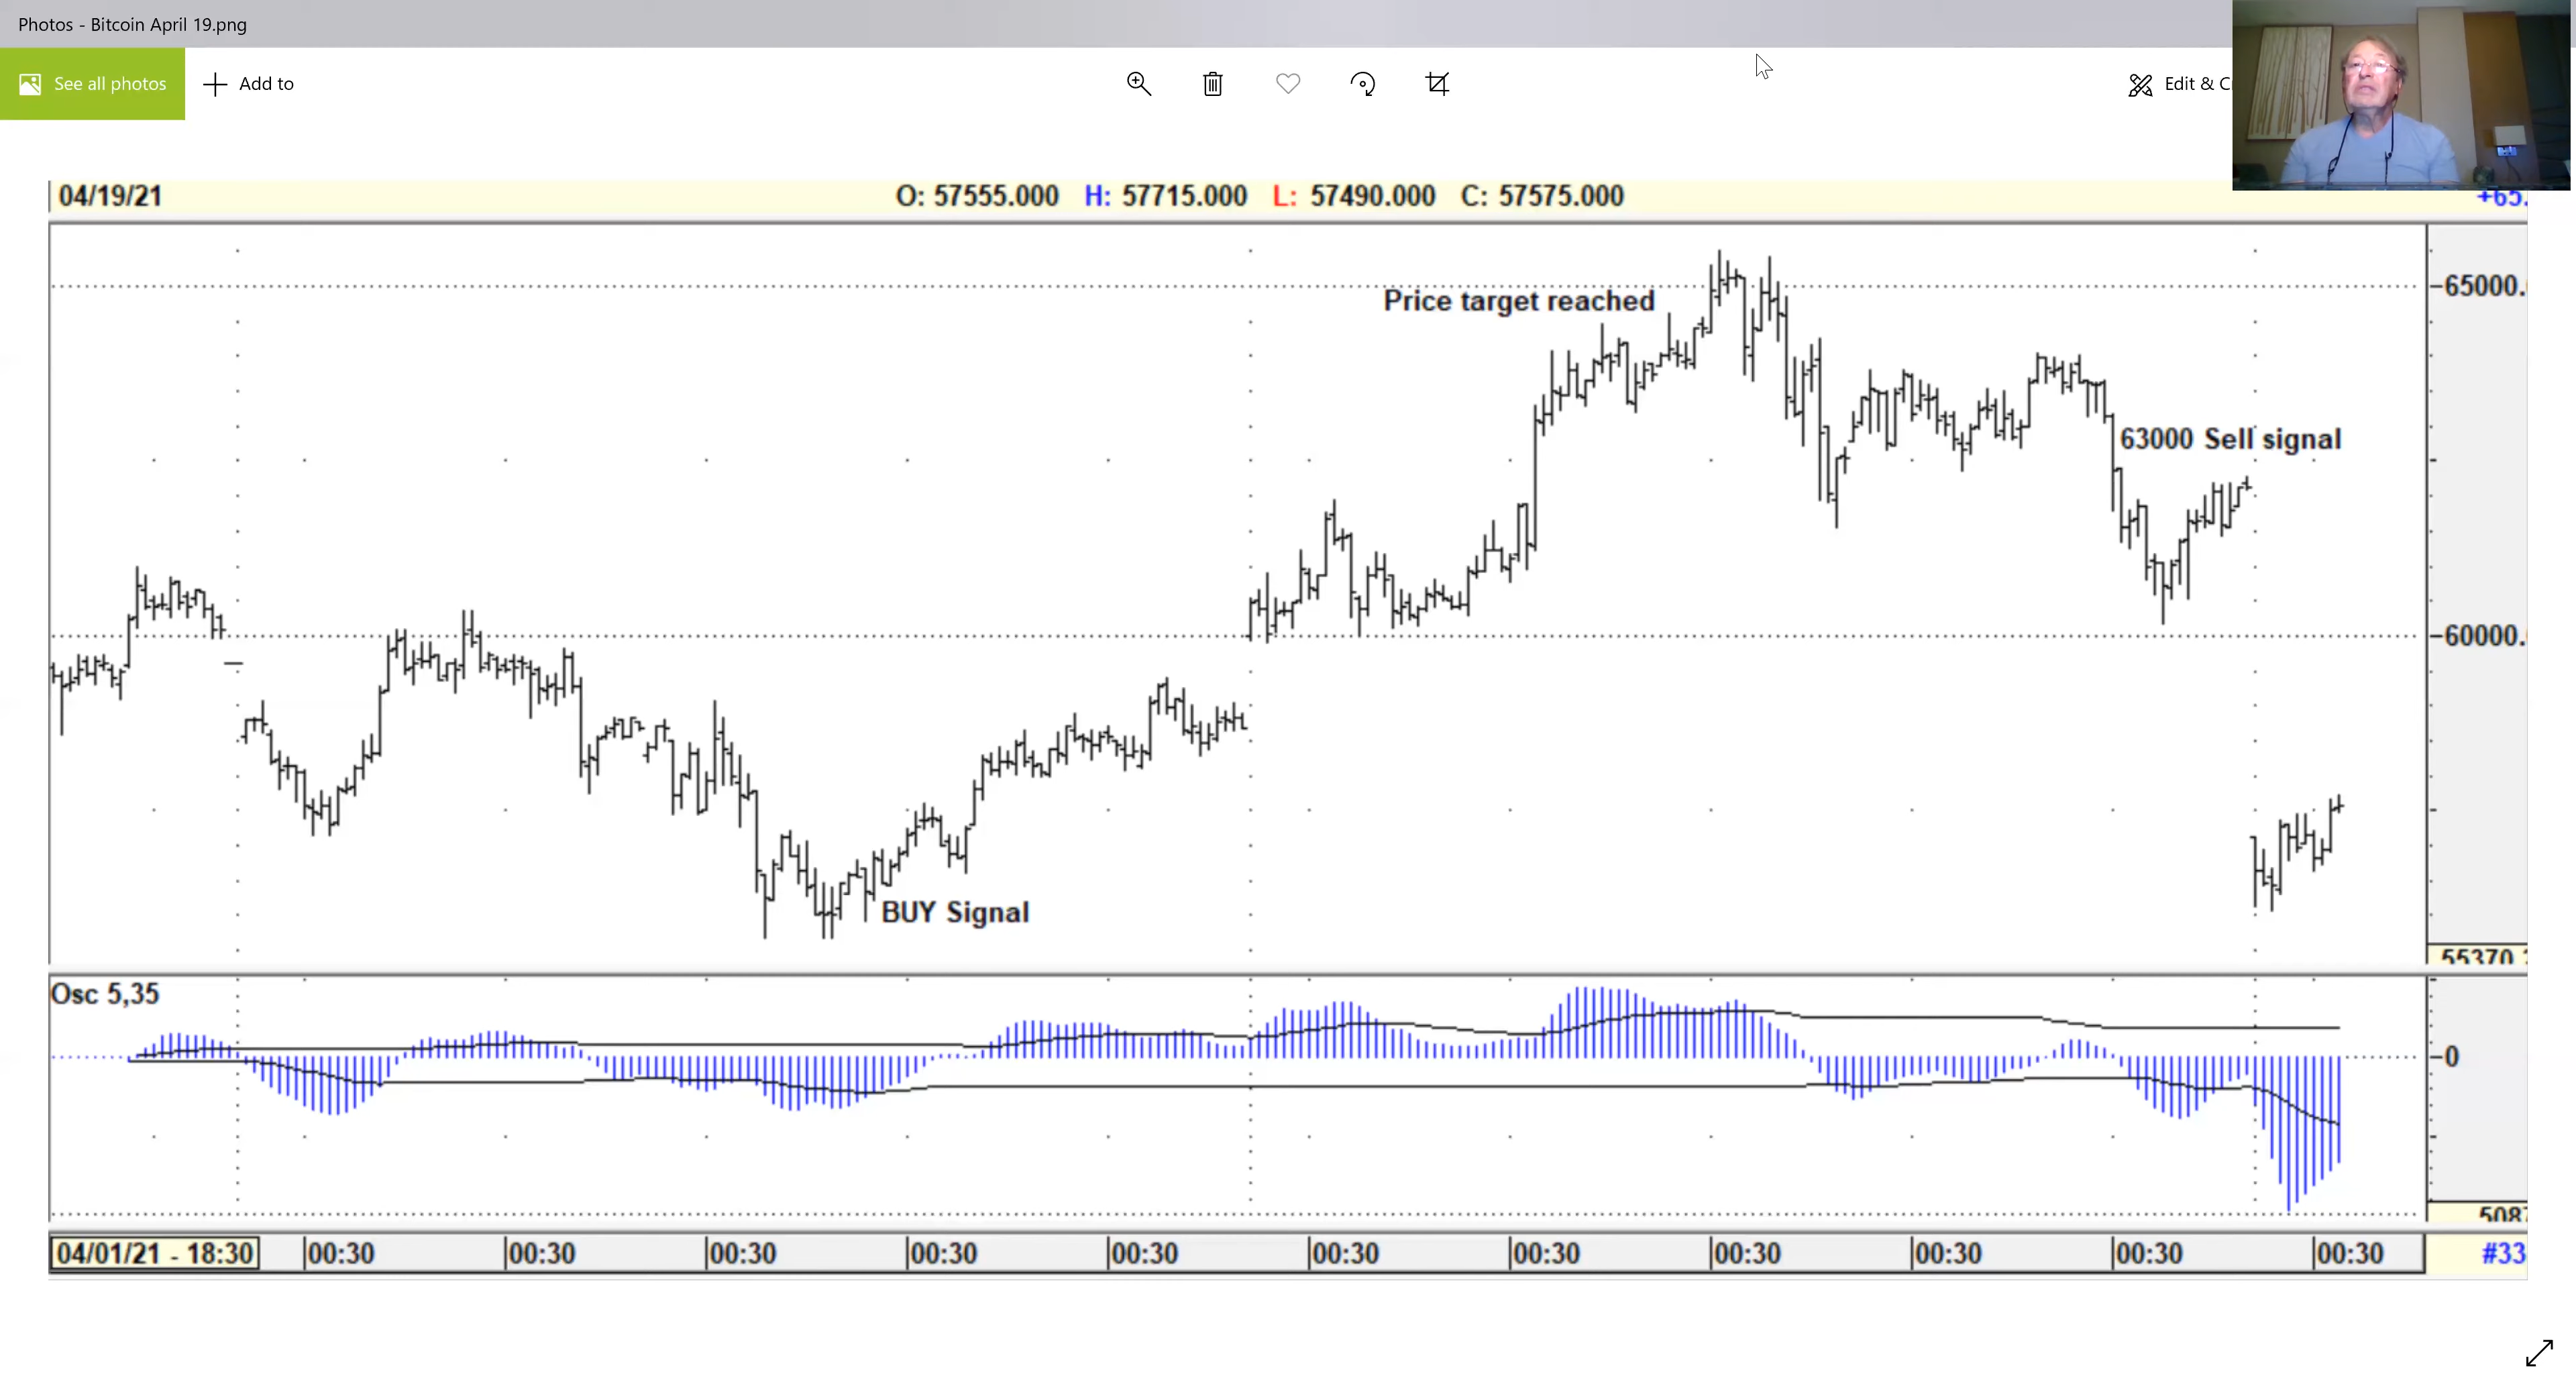 Photos - Bitcoin April 19.png
See all photos
Add to
Edit &
04/19/21 O: 57555.000 H: 57715.000 L: 57490.000 C: 57575.000 +65.
65000.
Price target reached
63000 Sell signal
60000.
BUY Signal
55370.
Osc 5,35
0
5087
04/01/21 - 18:30 00:30 00:30 00:30 00:30 00:30 00:30 00:30 00:30 00:30 00:30 00:30 #33